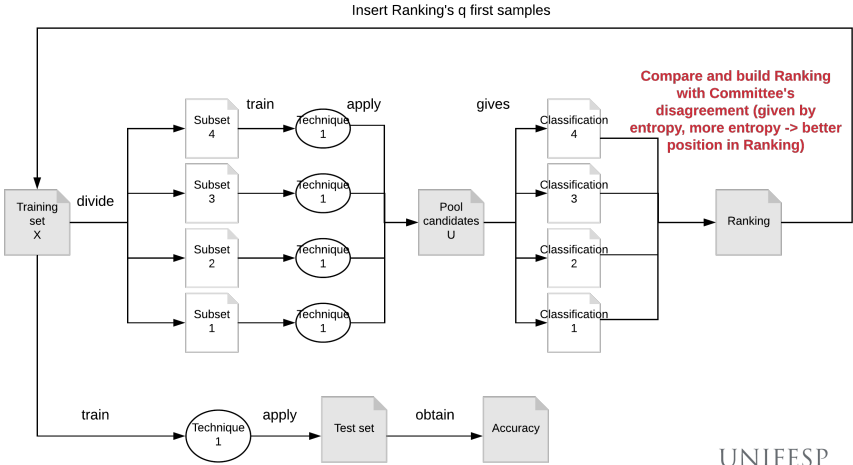 Insert Ranking's q first samples
Compare and build Ranking
with Committee's
disagreement (given by
entropy, more entropy -> better
position in Ranking)
train
apply
gives
Subset
4
Technique
1
Classification
4
Subset
3
Technique
1
Classification
3
Training
set
X
divide
Pool
candidates
U
Ranking
Subset
2
Technique
1
Classification
2
Subset
1
Technique
1
Classification
1
train
Technique
1
apply
Test set
obtain
Accuracy
UNIFESP